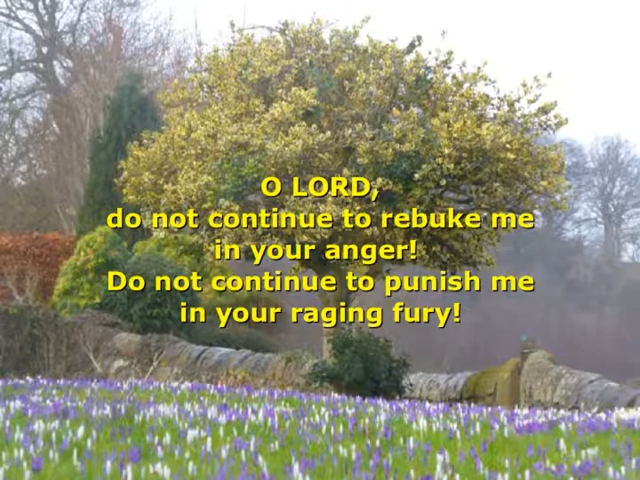 O LORD,
do not continue to rebuke me
in your anger!
Do not continue to punish me
in your raging fury!